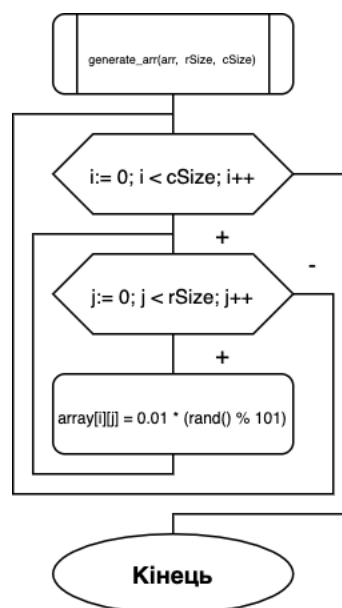 generate_arr(arr, rSize, cSize)
i:= 0; i < cSize; i++
+
-
j:= 0; j < rSize; j++
+
array[i][j] = 0.01 * (rand() % 101)
Кінець